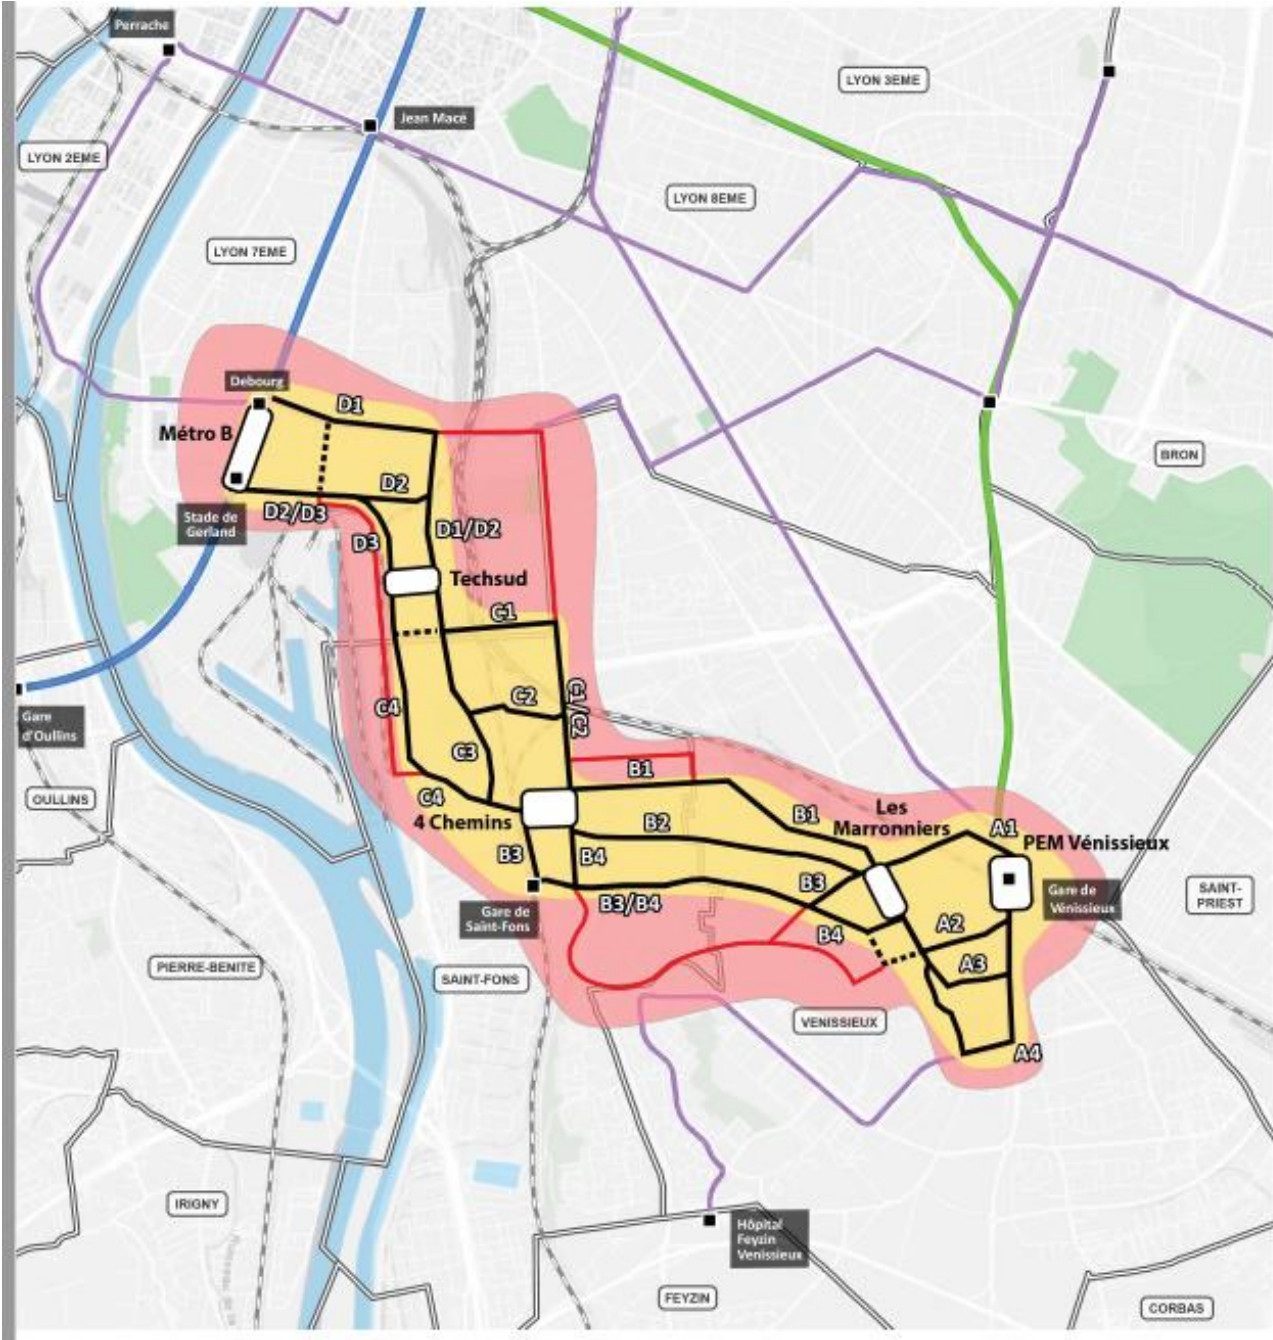 Perrache
LYON 3EME
Jean Macé
LYON 2EME
LYON 8EME
LYON 7EME
Debourg
D1
Métro B
BRON
D2
Stade de
Gerland
D2/D3
D1/D2
D3
Techsud
C1
C1/C2
C2
C4
Gare
d'Oullins
C3
B1
OULLINS
C4
4 Chemins
B2
B1
Les
Marronniers
A1
PEM Vénissieux
B3
B4
B3
Gare de
Vénissieux
SAINT-
PRIEST
B3/B4
Gare de
Saint-Fons
A2
B4
A3
PIERRE-BENITE
SAINT-FONS
VENISSIEUX
A4
IRIGNY
Hôpital
Feyzin
Venissieux
FEYZIN
CORBAS